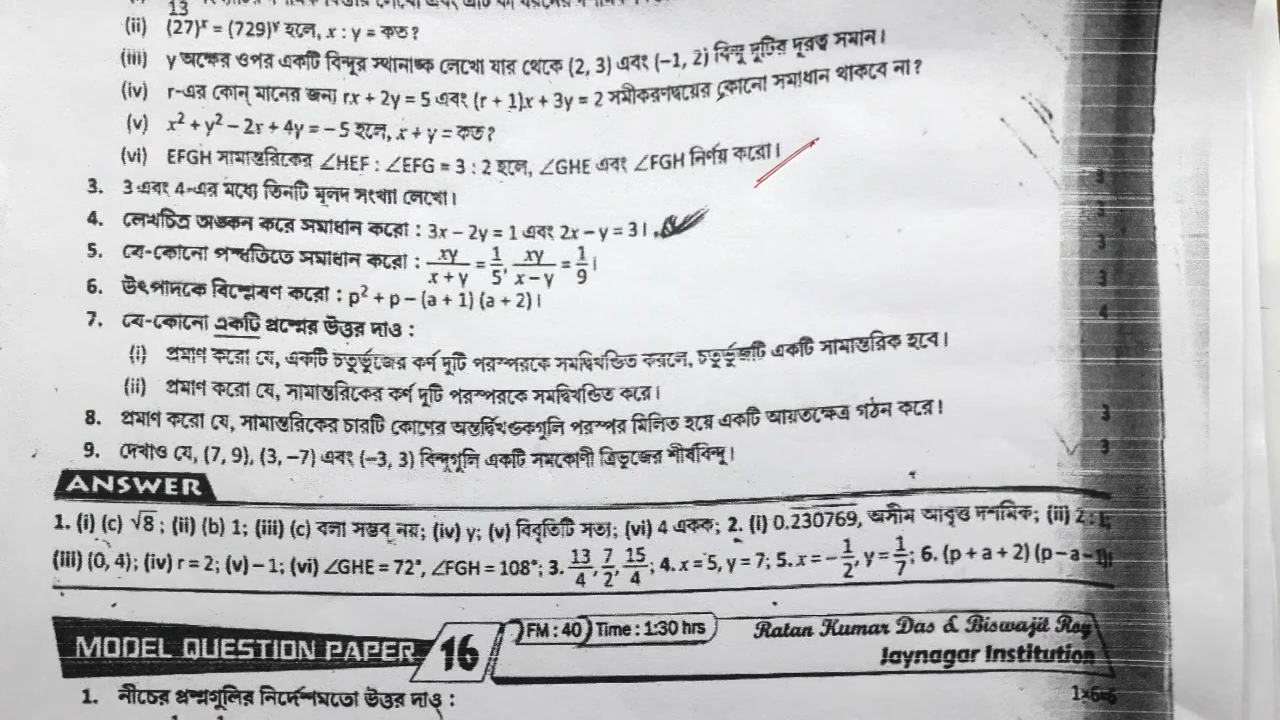 13
(ii) (27)ˣ = (729)ʸ হলে, x : y = কত?
(iii) y অক্ষের ওপর একটি বিন্দুর স্থানাঙ্ক লেখো যার থেকে (2, 3) এবং (−1, 2) বিন্দু দুটির দূরত্ব সমান।
(iv) r-এর কোন্ মানের জন্য rx + 2y = 5 এবং (r + 1)x + 3y = 2 সমীকরণদ্বয়ের কোনো সমাধান থাকবে না?
(v) x² + y² − 2x + 4y = −5 হলে, x + y = কত?
(vi) EFGH সামান্তরিকের ∠HEF : ∠EFG = 3 : 2 হলে, ∠GHE এবং ∠FGH নির্ণয় করো।
3. 3 এবং 4-এর মধ্যে তিনটি মূলদ সংখ্যা লেখো। 3
4. লেখচিত্র অঙ্কন করে সমাধান করো : 3x − 2y = 1 এবং 2x − y = 3। 3
5. যে-কোনো পদ্ধতিতে সমাধান করো : xy/(x + y) = 1/5, xy/(x − y) = 1/9। 3
6. উৎপাদকে বিশ্লেষণ করো : p² + p − (a + 1) (a + 2)। 3
7. যে-কোনো একটি প্রশ্নের উত্তর দাও : 4
(i) প্রমাণ করো যে, একটি চতুর্ভুজের কর্ণ দুটি পরস্পরকে সমদ্বিখণ্ডিত করলে, চতুর্ভুজটি একটি সামান্তরিক হবে।
(ii) প্রমাণ করো যে, সামান্তরিকের কর্ণ দুটি পরস্পরকে সমদ্বিখণ্ডিত করে।
8. প্রমাণ করো যে, সামান্তরিকের চারটি কোণের অন্তর্দ্বিখণ্ডকগুলি পরস্পর মিলিত হয়ে একটি আয়তক্ষেত্র গঠন করে। 3
9. দেখাও যে, (7, 9), (3, −7) এবং (−3, 3) বিন্দুগুলি একটি সমকোণী ত্রিভুজের শীর্ষবিন্দু। 3
ANSWER
1. (i) (c) √8; (ii) (b) 1; (iii) (c) বলা সম্ভব নয়; (iv) y; (v) বিবৃতিটি সত্য; (vi) 4 একক; 2. (i) 0.230769, অসীম আবৃত্ত দশমিক; (ii) 2 : 1;
(iii) (0, 4); (iv) r = 2; (v) −1; (vi) ∠GHE = 72°, ∠FGH = 108°; 3. 13/4, 7/2, 15/4; 4. x = 5, y = 7; 5. x = −1/2, y = 1/7; 6. (p + a + 2) (p − a − 1)।
MODEL QUESTION PAPER 16 FM : 40 Time : 1:30 hrs Ratan Kumar Das & Biswajit Roy
Jaynagar Institution
1. নীচের প্রশ্নগুলির নির্দেশমতো উত্তর দাও : 1×6=6